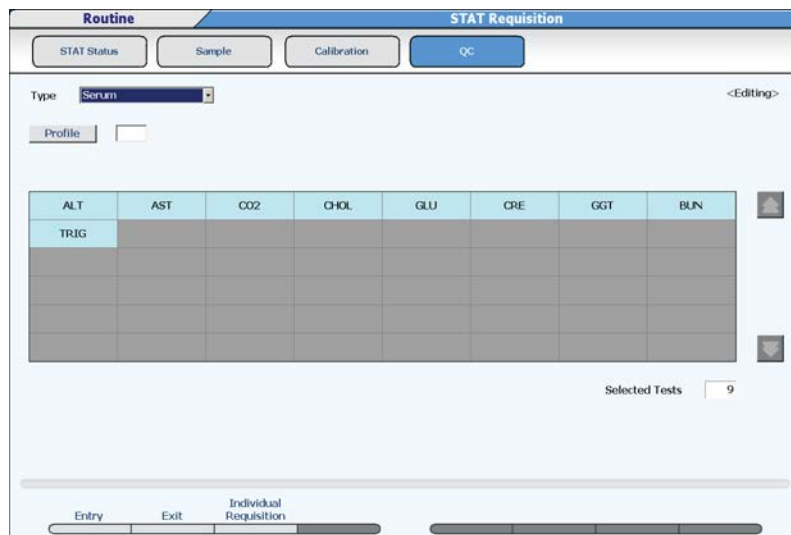 Routine STAT Requisition
STAT Status Sample Calibration QC
Type Serum <Editing>
Profile
ALT AST CO2 CHOL GLU CRE GGT BUN
TRIG
Selected Tests 9
Individual
Entry Exit Requisition